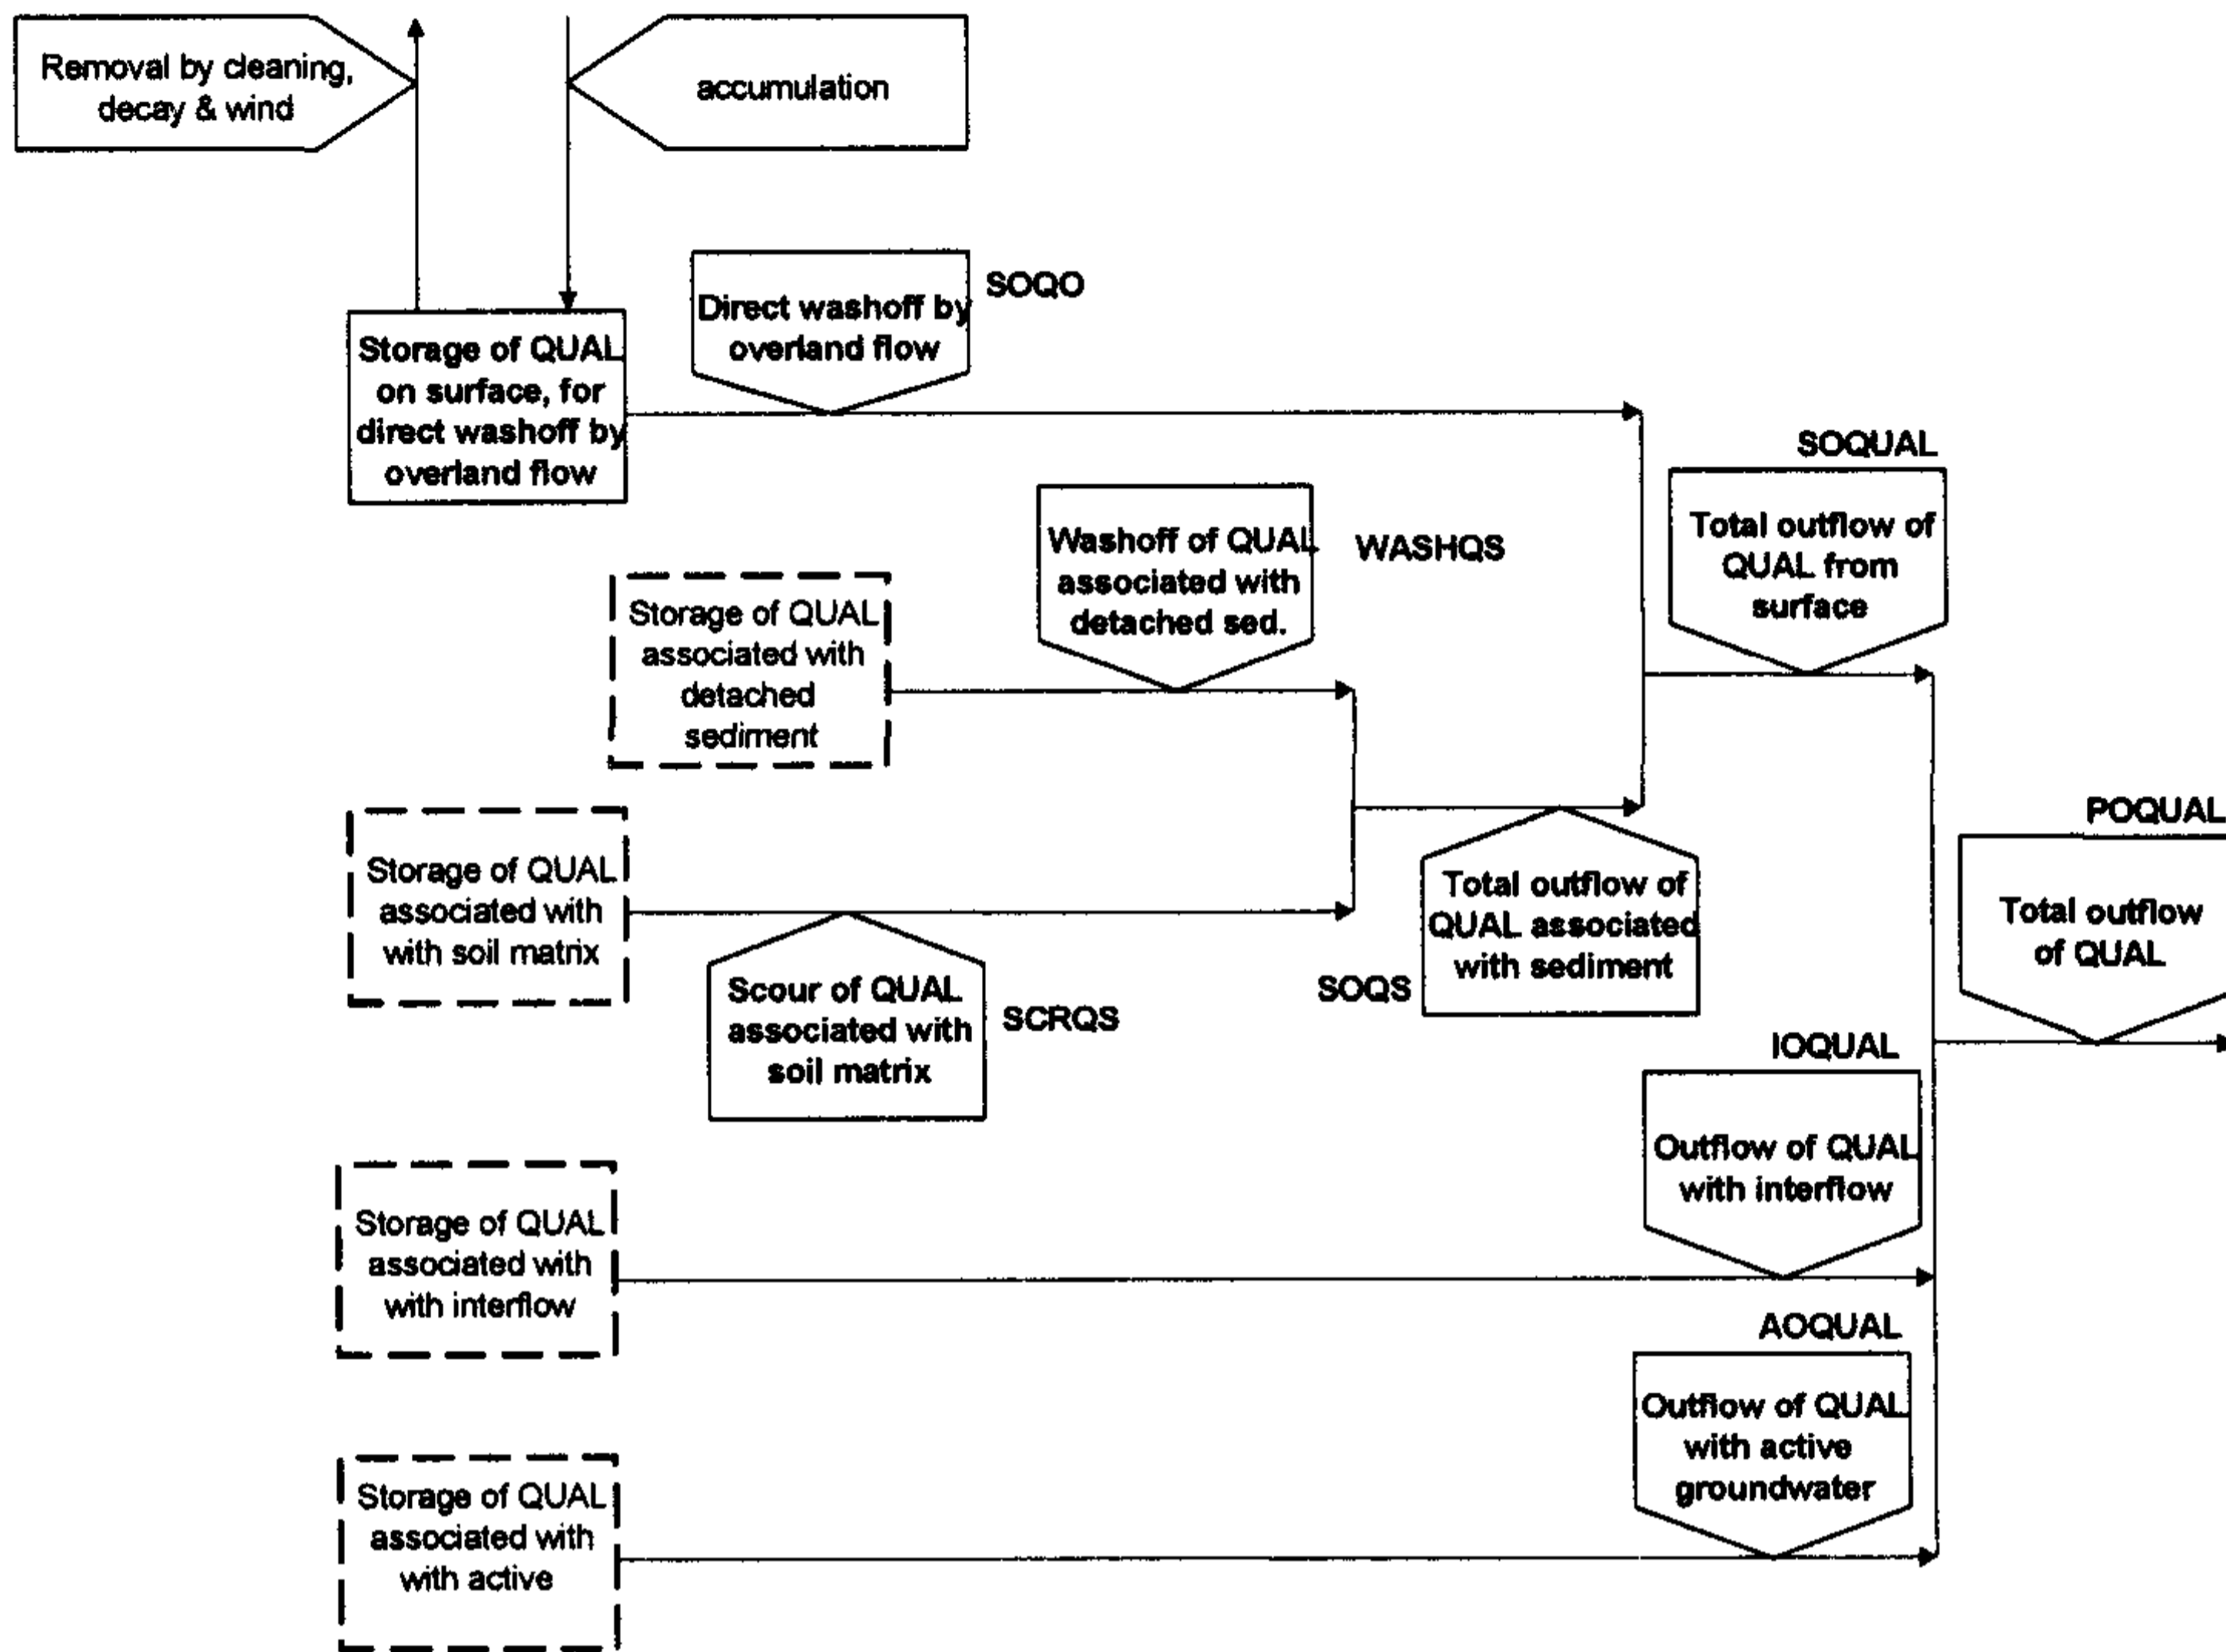 Removal by cleaning,
decay & wind
accumulation
Direct washoff by
overland flow
SOQO
Storage of QUAL
on surface, for
direct washoff by
overland flow
SOQUAL
Total outflow of
QUAL from
surface
Washoff of QUAL
associated with
detached sed.
WASHQS
Storage of QUAL
associated with
detached
sediment
POQUAL
Total outflow
of QUAL
Storage of QUAL
associated with
with soil matrix
Total outflow of
QUAL associated
with sediment
SOQS
Scour of QUAL
associated with
soil matrix
SCRQS
IOQUAL
Outflow of QUAL
with interflow
Storage of QUAL
associated with
with interflow
AOQUAL
Outflow of QUAL
with active
groundwater
Storage of QUAL
associated with
with active